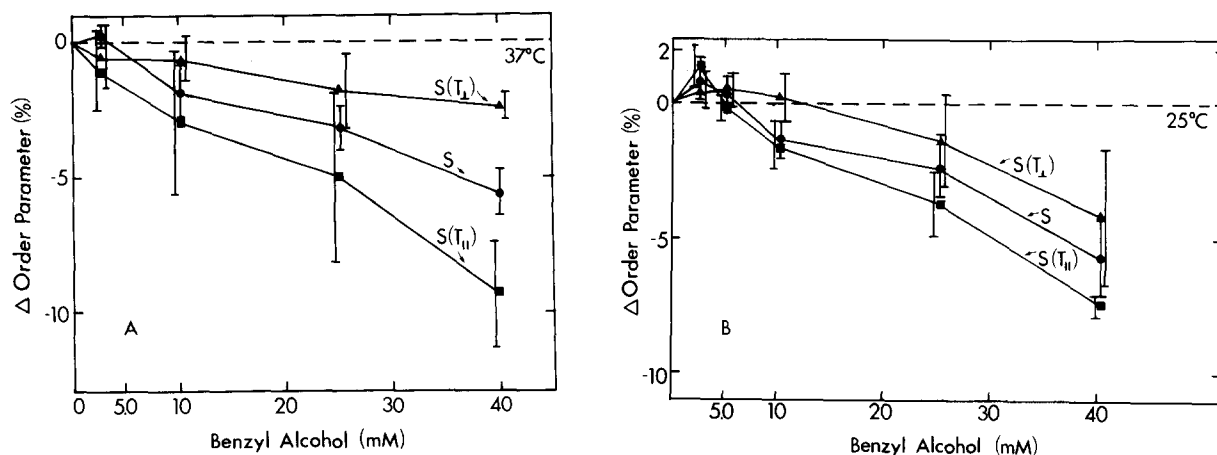 0
-5
-10
Δ Order Parameter (%)
37°C
S(T⊥)
S
S(T||)
A
0 5.0 10 20 30 40
Benzyl Alcohol (mM)
2
0
-5
-10
Δ Order Parameter (%)
25°C
S(T⊥)
S
S(T||)
B
5.0 10 20 30 40
Benzyl Alcohol (mM)